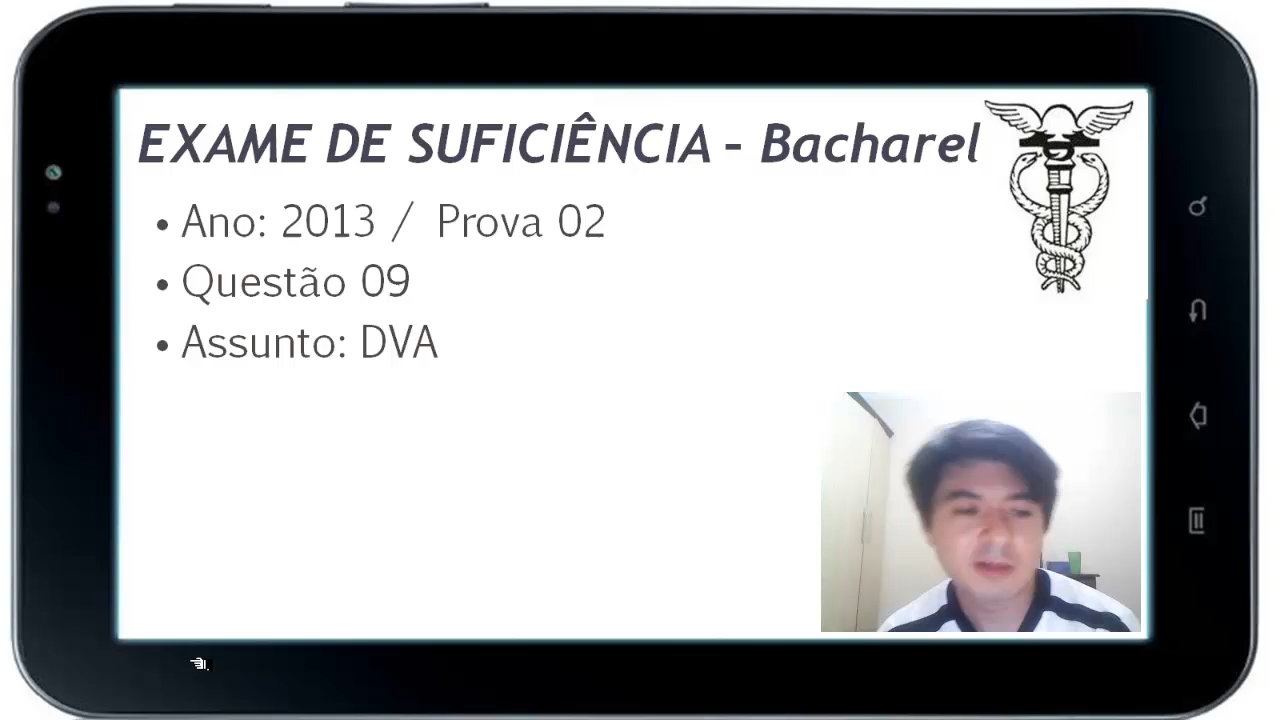 EXAME DE SUFICIÊNCIA - Bacharel
• Ano: 2013 / Prova 02
• Questão 09
• Assunto: DVA